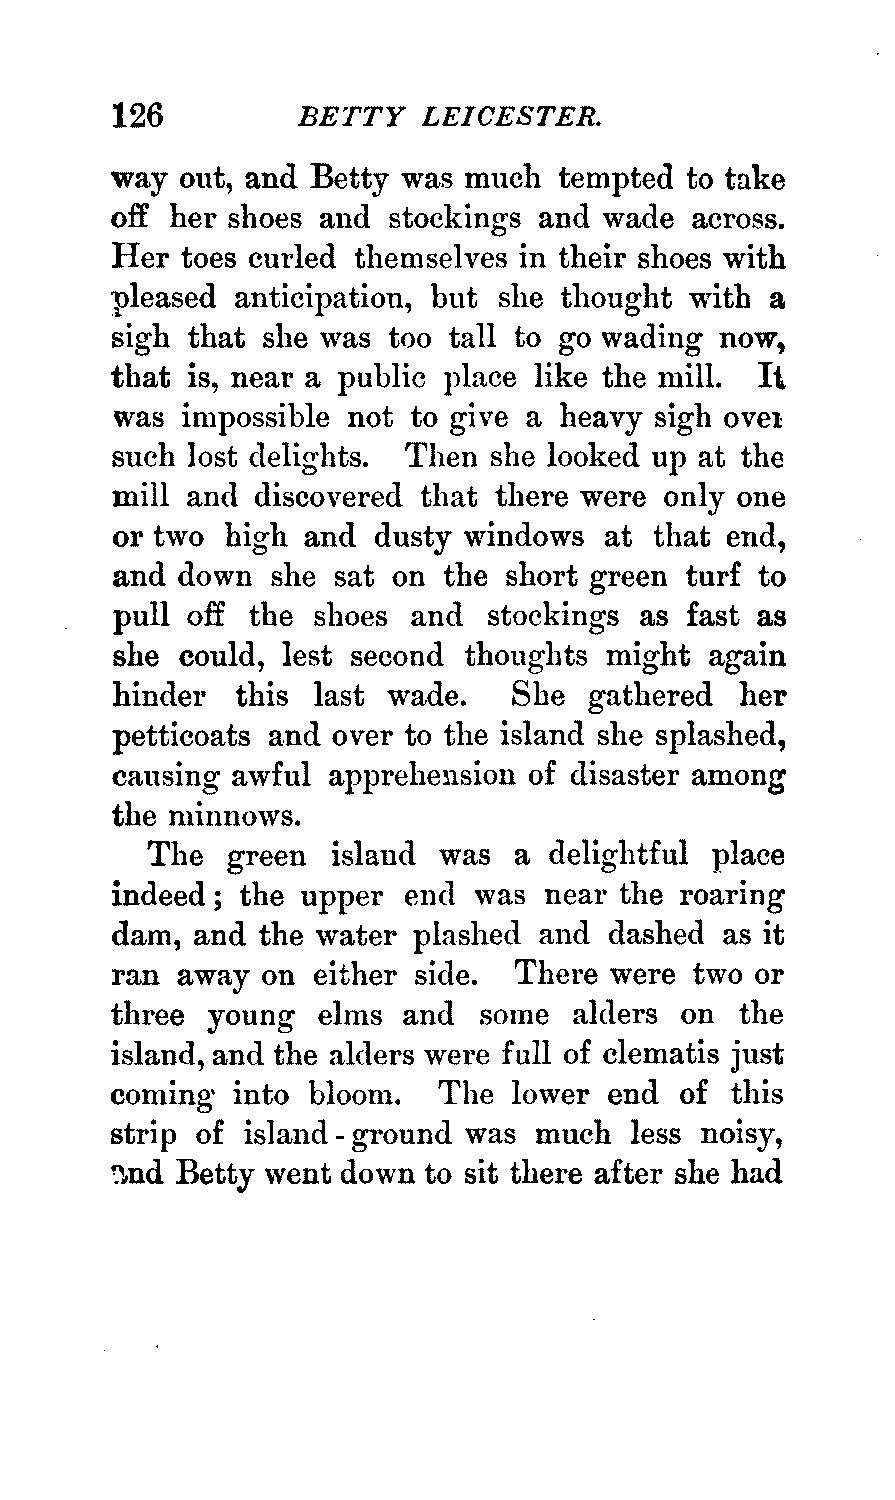 126 BETTY LEICESTER.
way out, and Betty was much tempted to take
off her shoes and stockings and wade across.
Her toes curled themselves in their shoes with
pleased anticipation, but she thought with a
sigh that she was too tall to go wading now,
that is, near a public place like the mill. It
was impossible not to give a heavy sigh over
such lost delights. Then she looked up at the
mill and discovered that there were only one
or two high and dusty windows at that end,
and down she sat on the short green turf to
pull off the shoes and stockings as fast as
she could, lest second thoughts might again
hinder this last wade. She gathered her
petticoats and over to the island she splashed,
causing awful apprehension of disaster among
the minnows.
The green island was a delightful place
indeed; the upper end was near the roaring
dam, and the water plashed and dashed as it
ran away on either side. There were two or
three young elms and some alders on the
island, and the alders were full of clematis just
coming into bloom. The lower end of this
strip of island-ground was much less noisy,
and Betty went down to sit there after she had